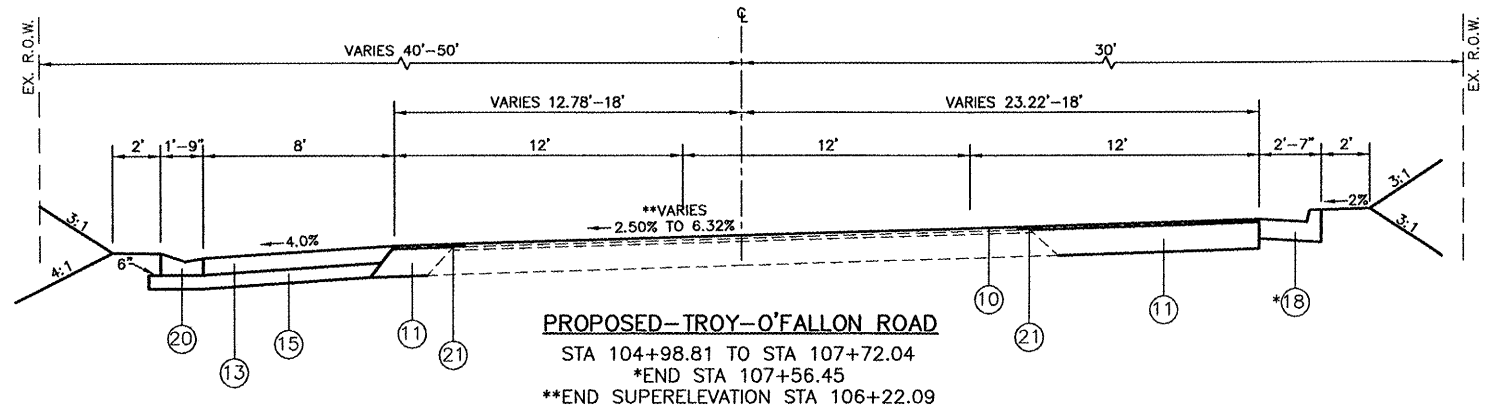 EX. R.O.W.
℄
EX. R.O.W.
VARIES 40'-50'
30'
VARIES 12.78'-18'
VARIES 23.22'-18'
2'
1'-9"
8'
12'
12'
12'
2'-7"
2'
3:1
4:1
6"
4.0%
**VARIES
2.50% TO 6.32%
2%
3:1
3:1
20
13
15
11
21
10
21
11
*18
PROPOSED-TROY-O'FALLON ROAD
STA 104+98.81 TO STA 107+72.04
*END STA 107+56.45
**END SUPERELEVATION STA 106+22.09